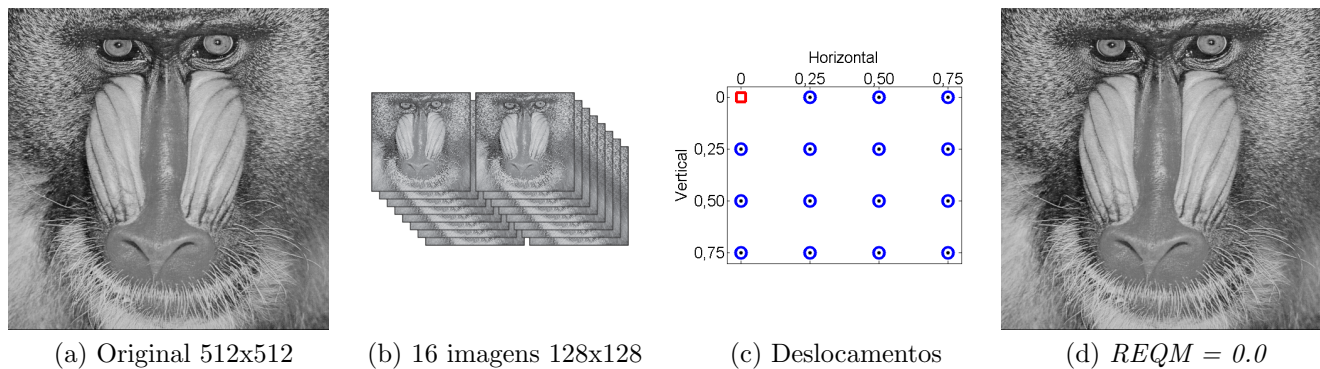 Horizontal
0 0,25 0,50 0,75
Vertical
0
0,25
0,50
0,75
(a) Original 512x512
(b) 16 imagens 128x128
(c) Deslocamentos
(d) REQM = 0.0